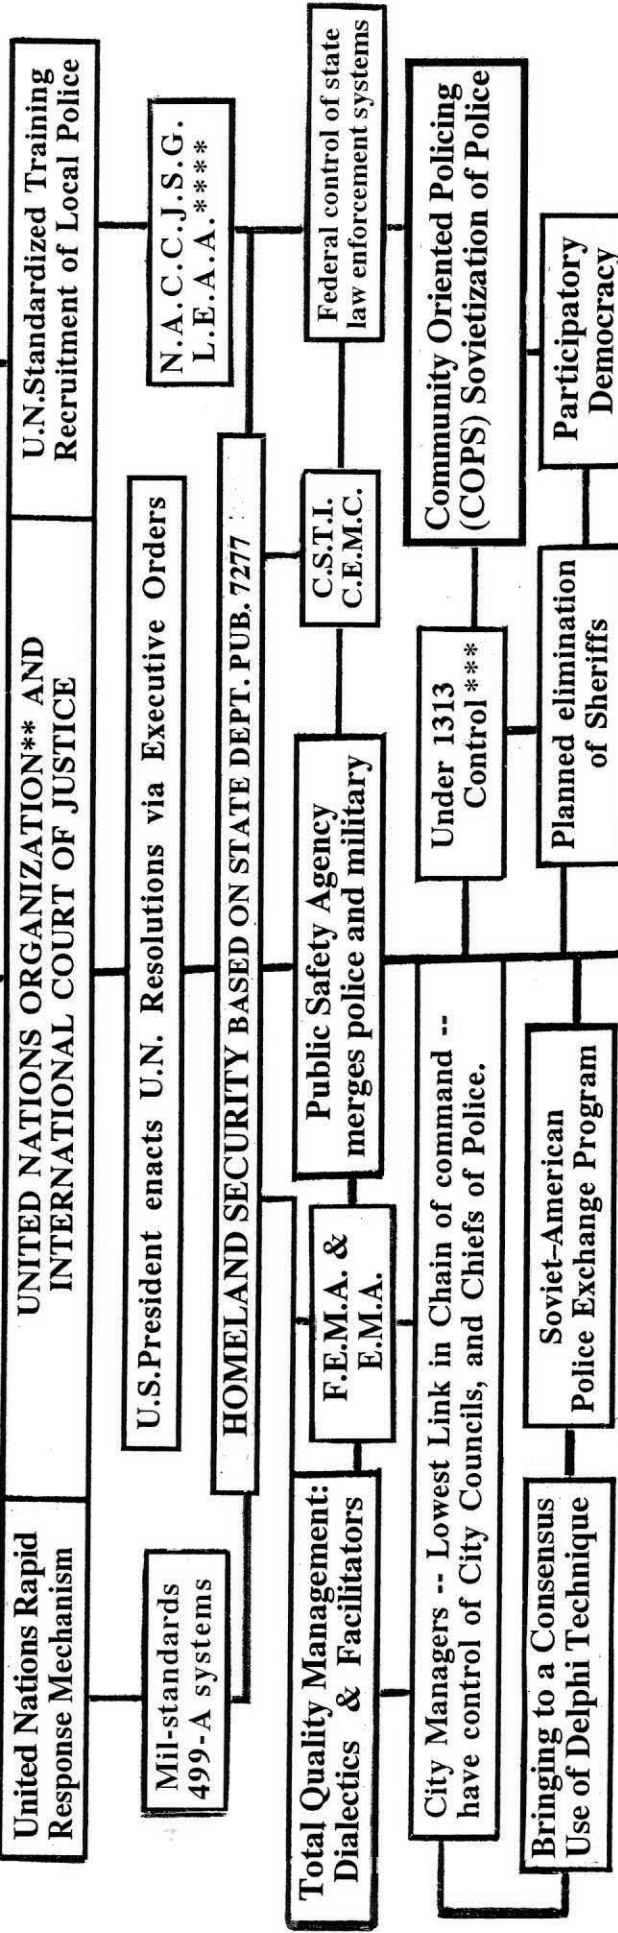 United Nations Rapid
Response Mechanism
UNITED NATIONS ORGANIZATION** AND
INTERNATIONAL COURT OF JUSTICE
U.N.Standardized Training
Recruitment of Local Police
Mil-standards
499-A systems
U.S.President enacts U.N. Resolutions via Executive Orders
N.A.C.C.J.S.G.
L.E.A.A.****
HOMELAND SECURITY BASED ON STATE DEPT. PUB. 7277
Total Quality Management:
Dialectics & Facilitators
F.E.M.A. &
E.M.A.
Public Safety Agency
merges police and military
C.S.T.I.
C.E.M.C.
Federal control of state
law enforcement systems
City Managers -- Lowest Link in Chain of command --
have control of City Councils, and Chiefs of Police.
Under 1313
Control ***
Community Oriented Policing
(COPS) Sovietization of Police
Bringing to a Consensus
Use of Delphi Technique
Soviet-American
Police Exchange Program
Planned elimination
of Sheriffs
Participatory
Democracy